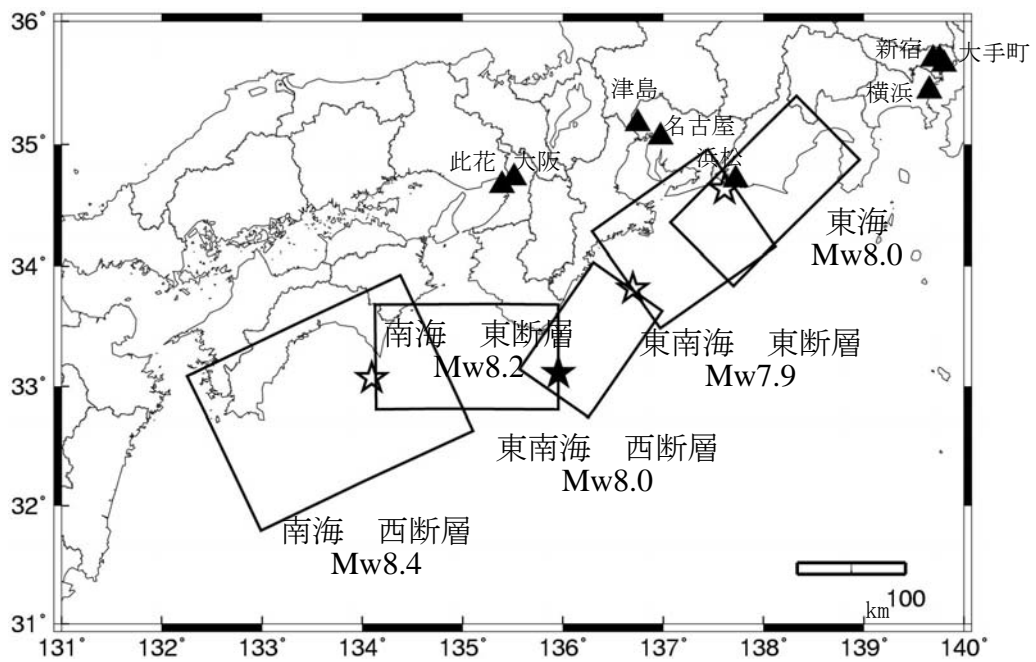 36˚
35˚
34˚
33˚
32˚
31˚
131˚ 132˚ 133˚ 134˚ 135˚ 136˚ 137˚ 138˚ 139˚ 140˚
新宿
大手町
横浜
津島
名古屋
浜松
此花 大阪
東海
Mw8.0
南海 東断層
Mw8.2
東南海 東断層
Mw7.9
東南海 西断層
Mw8.0
南海 西断層
Mw8.4
km 100